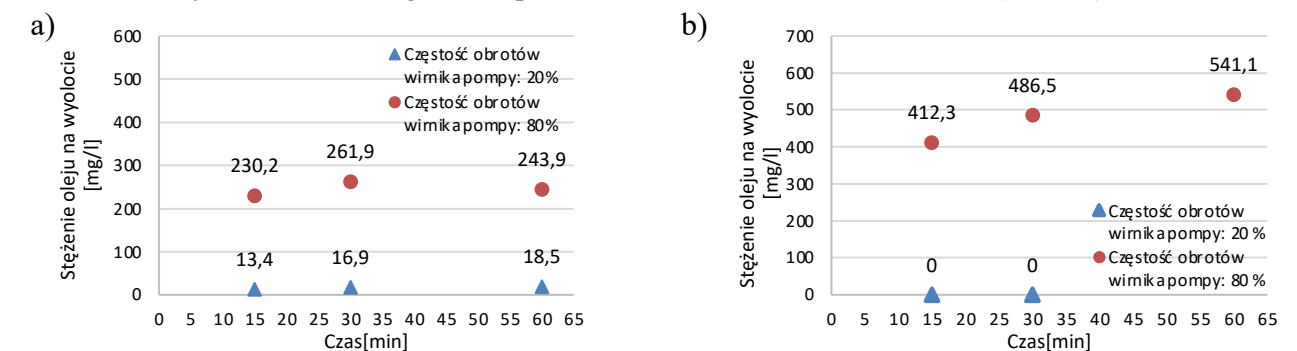 a)
Stężenie oleju na wyolocie
[mg/l]
600
500
400
300
200
100
0
Częstość obrotów
wirnika pompy: 20%
Częstość obrotów
wirnika pompy: 80%
230,2
261,9
243,9
13,4
16,9
18,5
0 5 10 15 20 25 30 35 40 45 50 55 60 65
Czas[min]
b)
Stężenie oleju na wyolocie
[mg/l]
700
600
500
400
300
200
100
0
412,3
486,5
541,1
Częstość obrotów
wirnika pompy: 20%
Częstość obrotów
wirnika pompy: 80%
0
0
0 5 10 15 20 25 30 35 40 45 50 55 60 65
Czas[min]